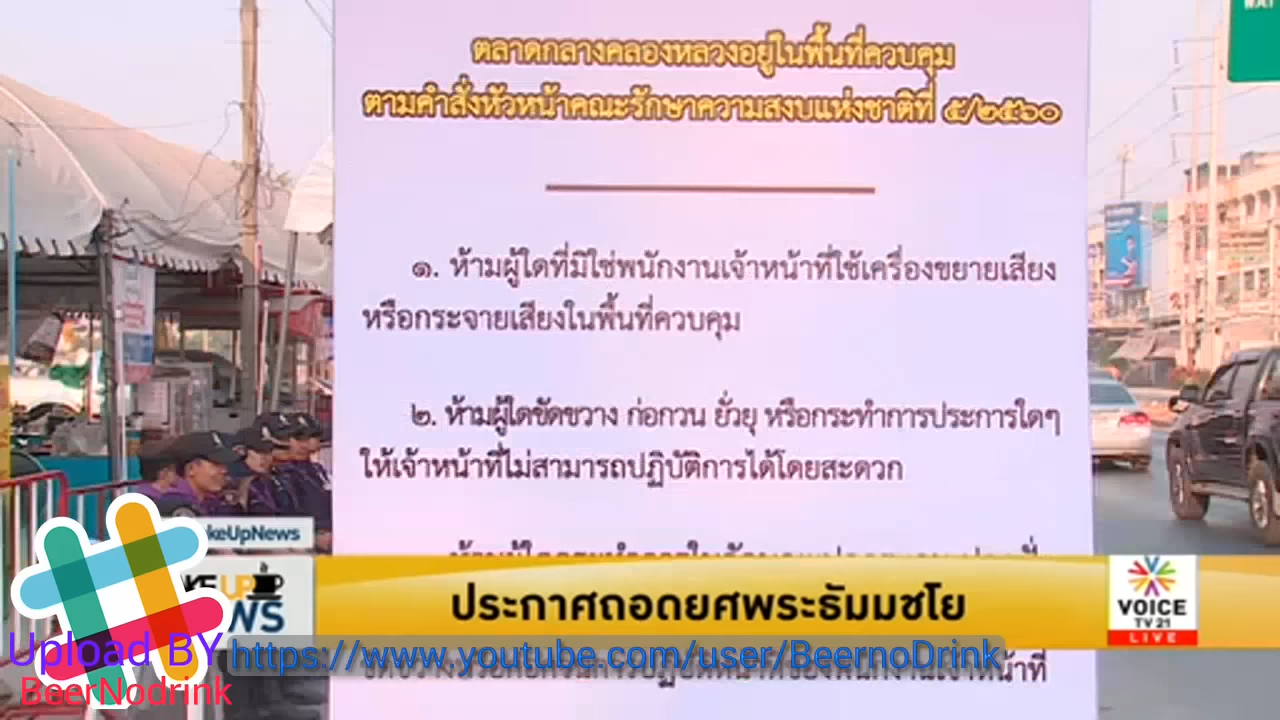 ตลาดกลางคลองหลวงอยู่ในพื้นที่ควบคุม
ตามคำสั่งหัวหน้าคณะรักษาความสงบแห่งชาติที่ ๕/๒๕๖๐
๑. ห้ามผู้ใดที่มิใช่พนักงานเจ้าหน้าที่ใช้เครื่องขยายเสียง
หรือกระจายเสียงในพื้นที่ควบคุม
๒. ห้ามผู้ใดขัดขวาง ก่อกวน ยั่วยุ หรือกระทำการประการใดๆ
ให้เจ้าหน้าที่ไม่สามารถปฏิบัติการได้โดยสะดวก
keUpNews
KE UP
WS
ประกาศถอดยศพระธัมมชโย
VOICE
TV 21
LIVE
Upload BY https://www.youtube.com/user/BeernoDrink
BeerNodrink